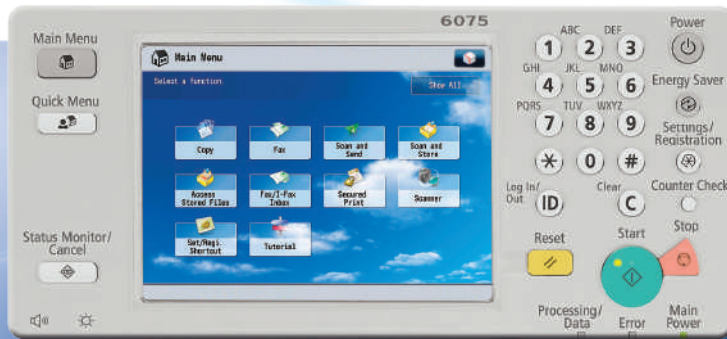 6075
Main Menu
Quick Menu
Status Monitor/
Cancel
Main Menu
Select a function
Show All
Copy
Fax
Scan and
Send
Scan and
Store
Access
Stored Files
Fax/I-Fax
Inbox
Secured
Print
Scanner
Set/Regi.
Shortcut
Tutorial
ABC
DEF
1
2
3
GHI
JKL
MNO
4
5
6
PQRS
TUV
WXYZ
7
8
9
*
0
#
Log In/
Out
ID
Clear
C
Power
Energy Saver
Settings/
Registration
Counter Check
Reset
Start
Stop
Processing/
Data
Error
Main
Power